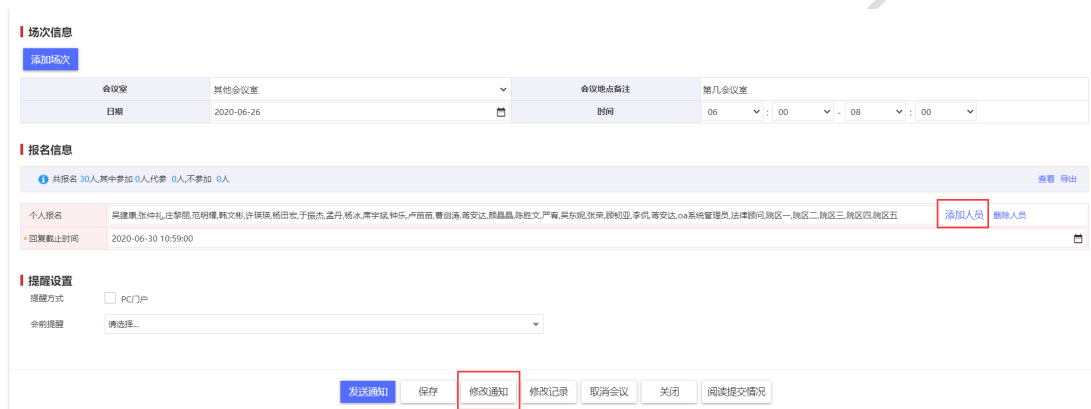 场次信息
添加场次
会议室 其他会议室 会议地点备注 第几会议室
日期 2020-06-26 时间 06 : 00 - 08 : 00
报名信息
共报名 30人,其中参加 0人,代参 0人,不参加 0人 查看 导出
个人报名 吴建康,张仲礼,庄黎丽,范明耀,韩文彬,许瑛瑛,杨田宏,于振杰,孟丹,杨冰,席宇斌,钟乐,卢苗苗,曹剑涛,蒋安达,颜晶晶,陈胜文,严宥,吴东妮,张荣,顾韧亚,李侃,蒋安达,oa系统管理员,法律顾问,院区一,院区二,院区三,院区四,院区五 添加人员 删除人员
*回复截止时间 2020-06-30 10:59:00
提醒设置
提醒方式 PC门户
会前提醒 请选择...
发送通知 保存 修改通知 修改记录 取消会议 关闭 阅读提交情况